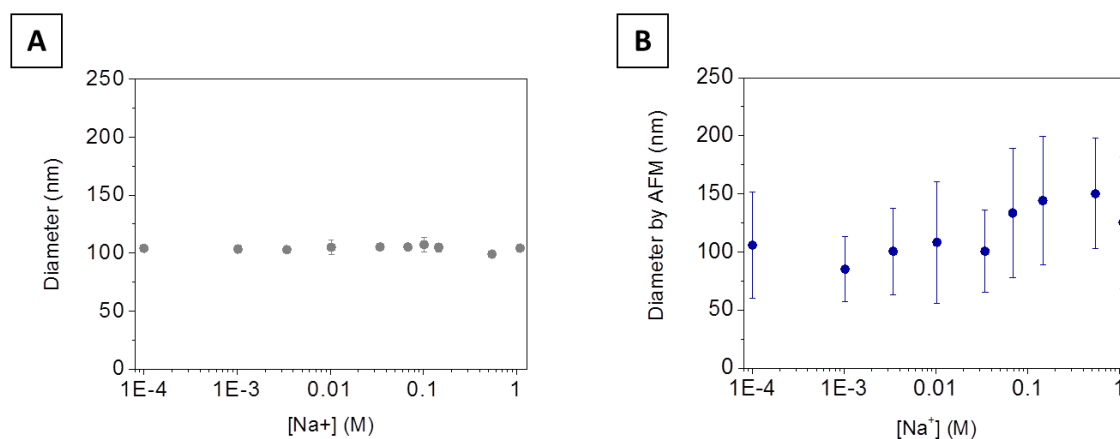 A
250
200
150
100
50
0
Diameter (nm)
1E-4 1E-3 0.01 0.1 1
[Na+] (M)
B
250
200
150
100
50
0
Diameter by AFM (nm)
1E-4 1E-3 0.01 0.1 1
[Na⁺] (M)